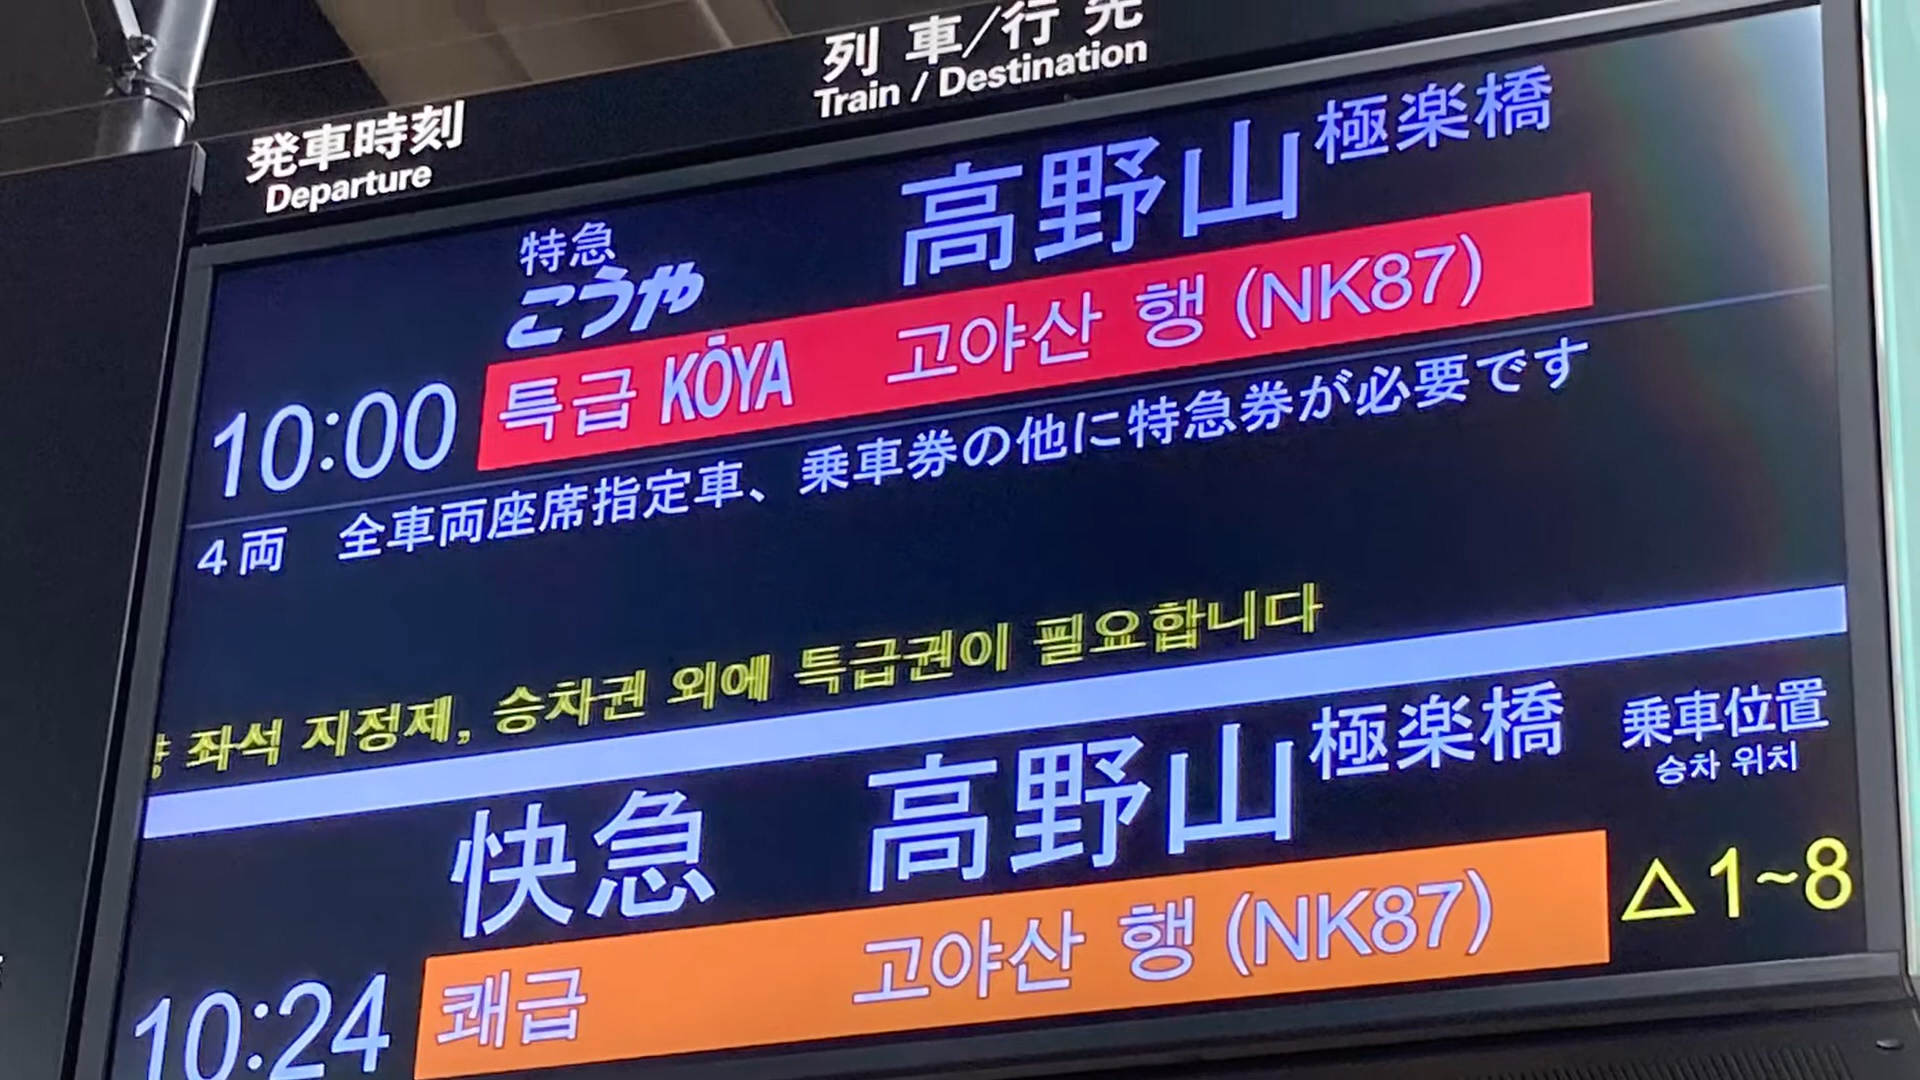 列車/行先
Train / Destination
発車時刻
Departure
特急
こうや
高野山 極楽橋
10:00
특급 KŌYA 고야산 행 (NK87)
4両 全車両座席指定車、乗車券の他に特急券が必要です
좌석 지정제, 승차권 외에 특급권이 필요합니다
快急 高野山 極楽橋
乗車位置
승차 위치
10:24
쾌급 고야산 행 (NK87)
△1~8